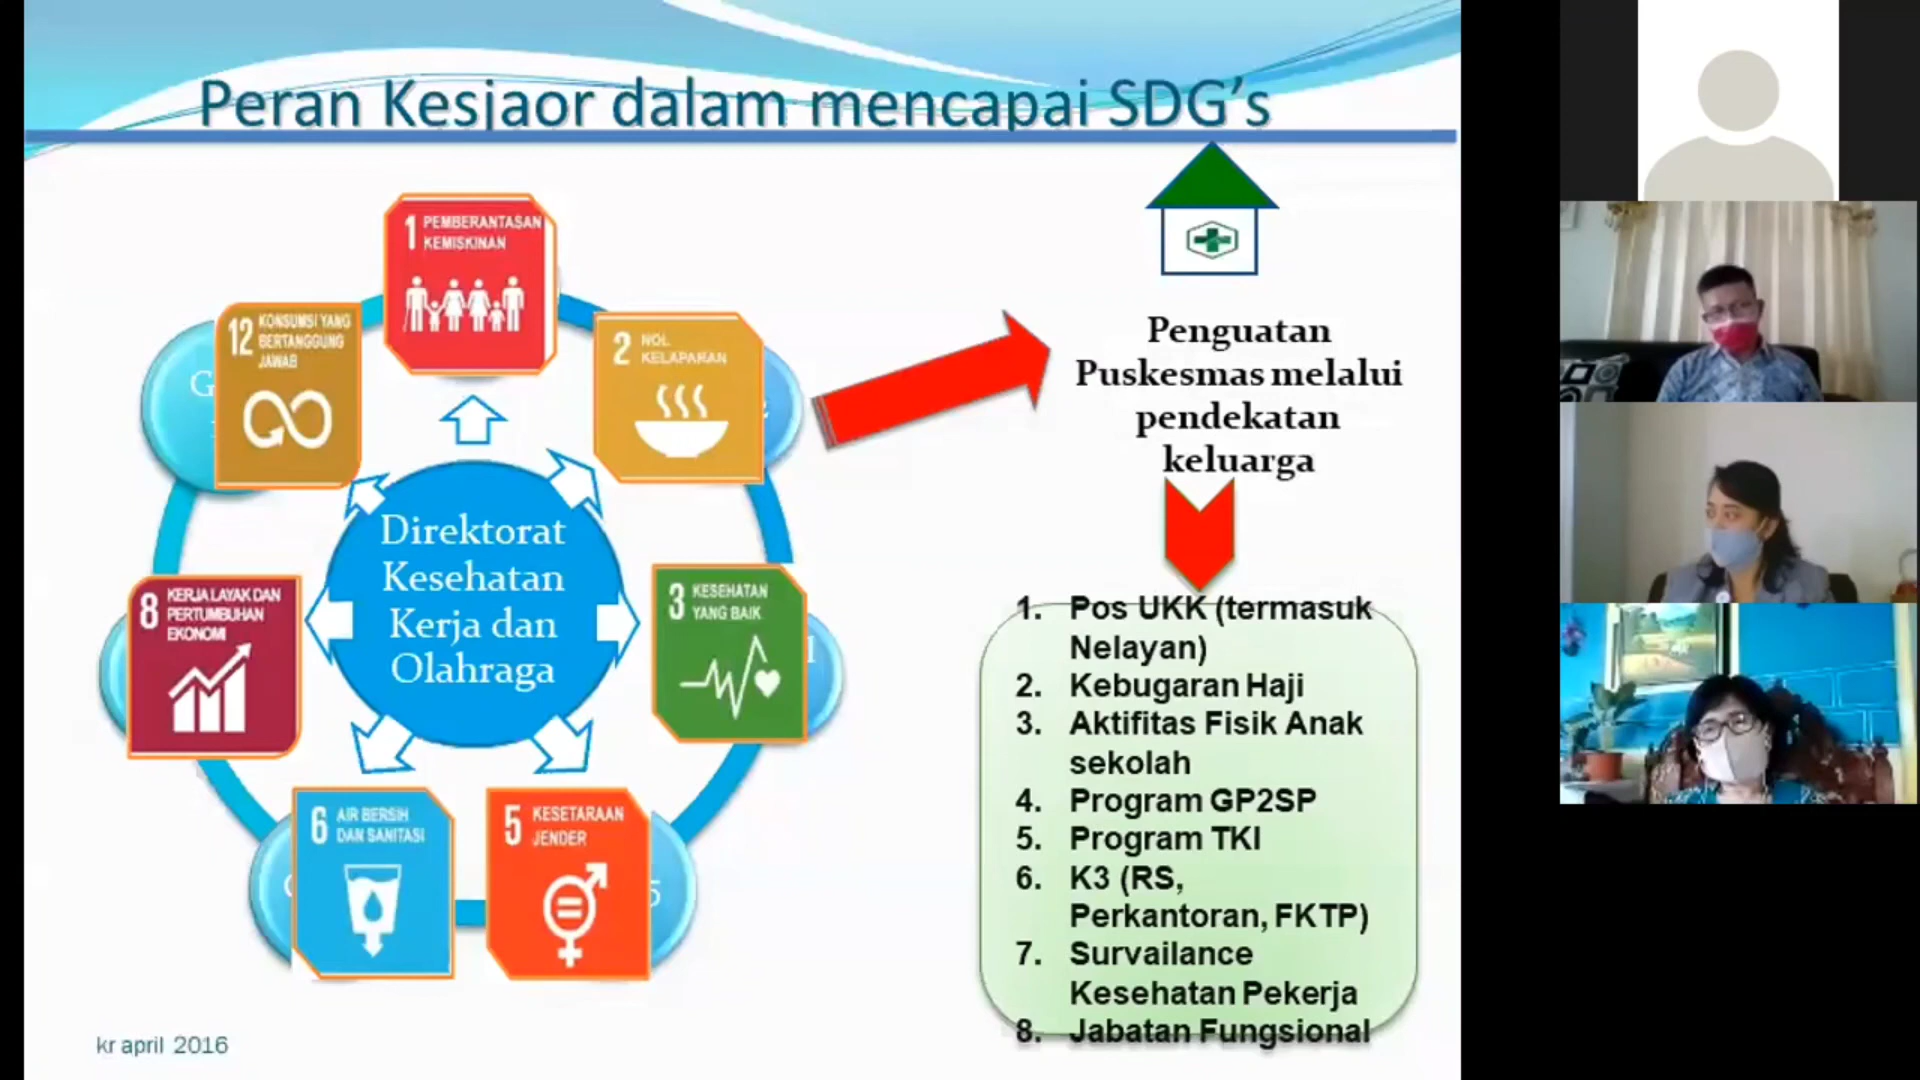 Peran Kesjaor dalam mencapai SDG's
1 PEMBERANTASAN
KEMISKINAN
12 KONSUMSI YANG
BERTANGGUNG
JAWAB
2 NOL
KELAPARAN
Direktorat
Kesehatan
Kerja dan
Olahraga
8 KERJA LAYAK DAN
PERTUMBUHAN
EKONOMI
3 KESEHATAN
YANG BAIK
6 AIR BERSIH
DAN SANITASI
5 KESETARAAN
JENDER
Penguatan
Puskesmas melalui
pendekatan
keluarga
1. Pos UKK (termasuk
Nelayan)
2. Kebugaran Haji
3. Aktifitas Fisik Anak
sekolah
4. Program GP2SP
5. Program TKI
6. K3 (RS,
Perkantoran, FKTP)
7. Survailance
Kesehatan Pekerja
8. Jabatan Fungsional
kr april 2016